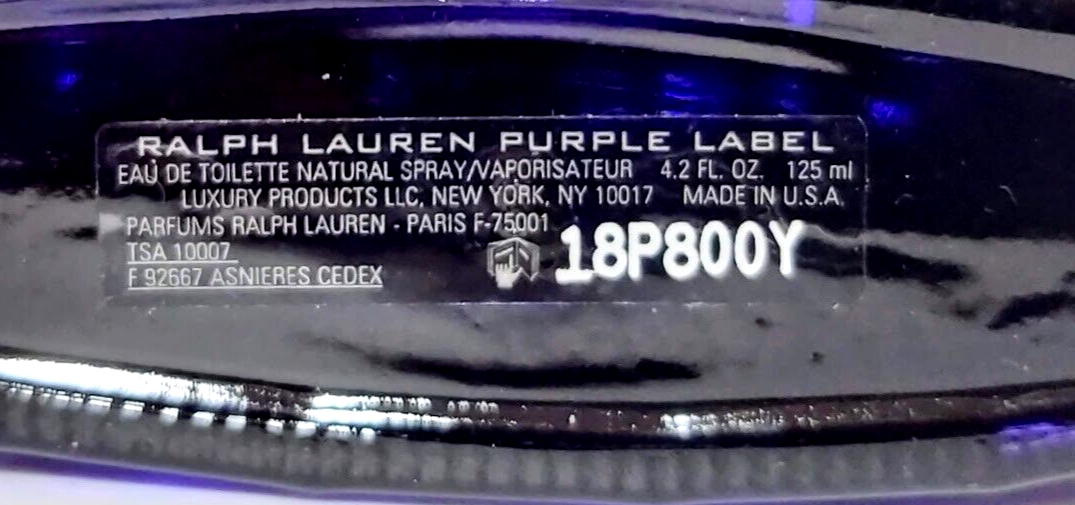 RALPH LAUREN PURPLE LABEL
EAU DE TOILETTE NATURAL SPRAY/VAPORISATEUR 4.2 FL. OZ. 125 ml
LUXURY PRODUCTS LLC, NEW YORK, NY 10017 MADE IN U.S.A.
PARFUMS RALPH LAUREN - PARIS F-75001
TSA 10007
F 92667 ASNIERES CEDEX
18P800Y